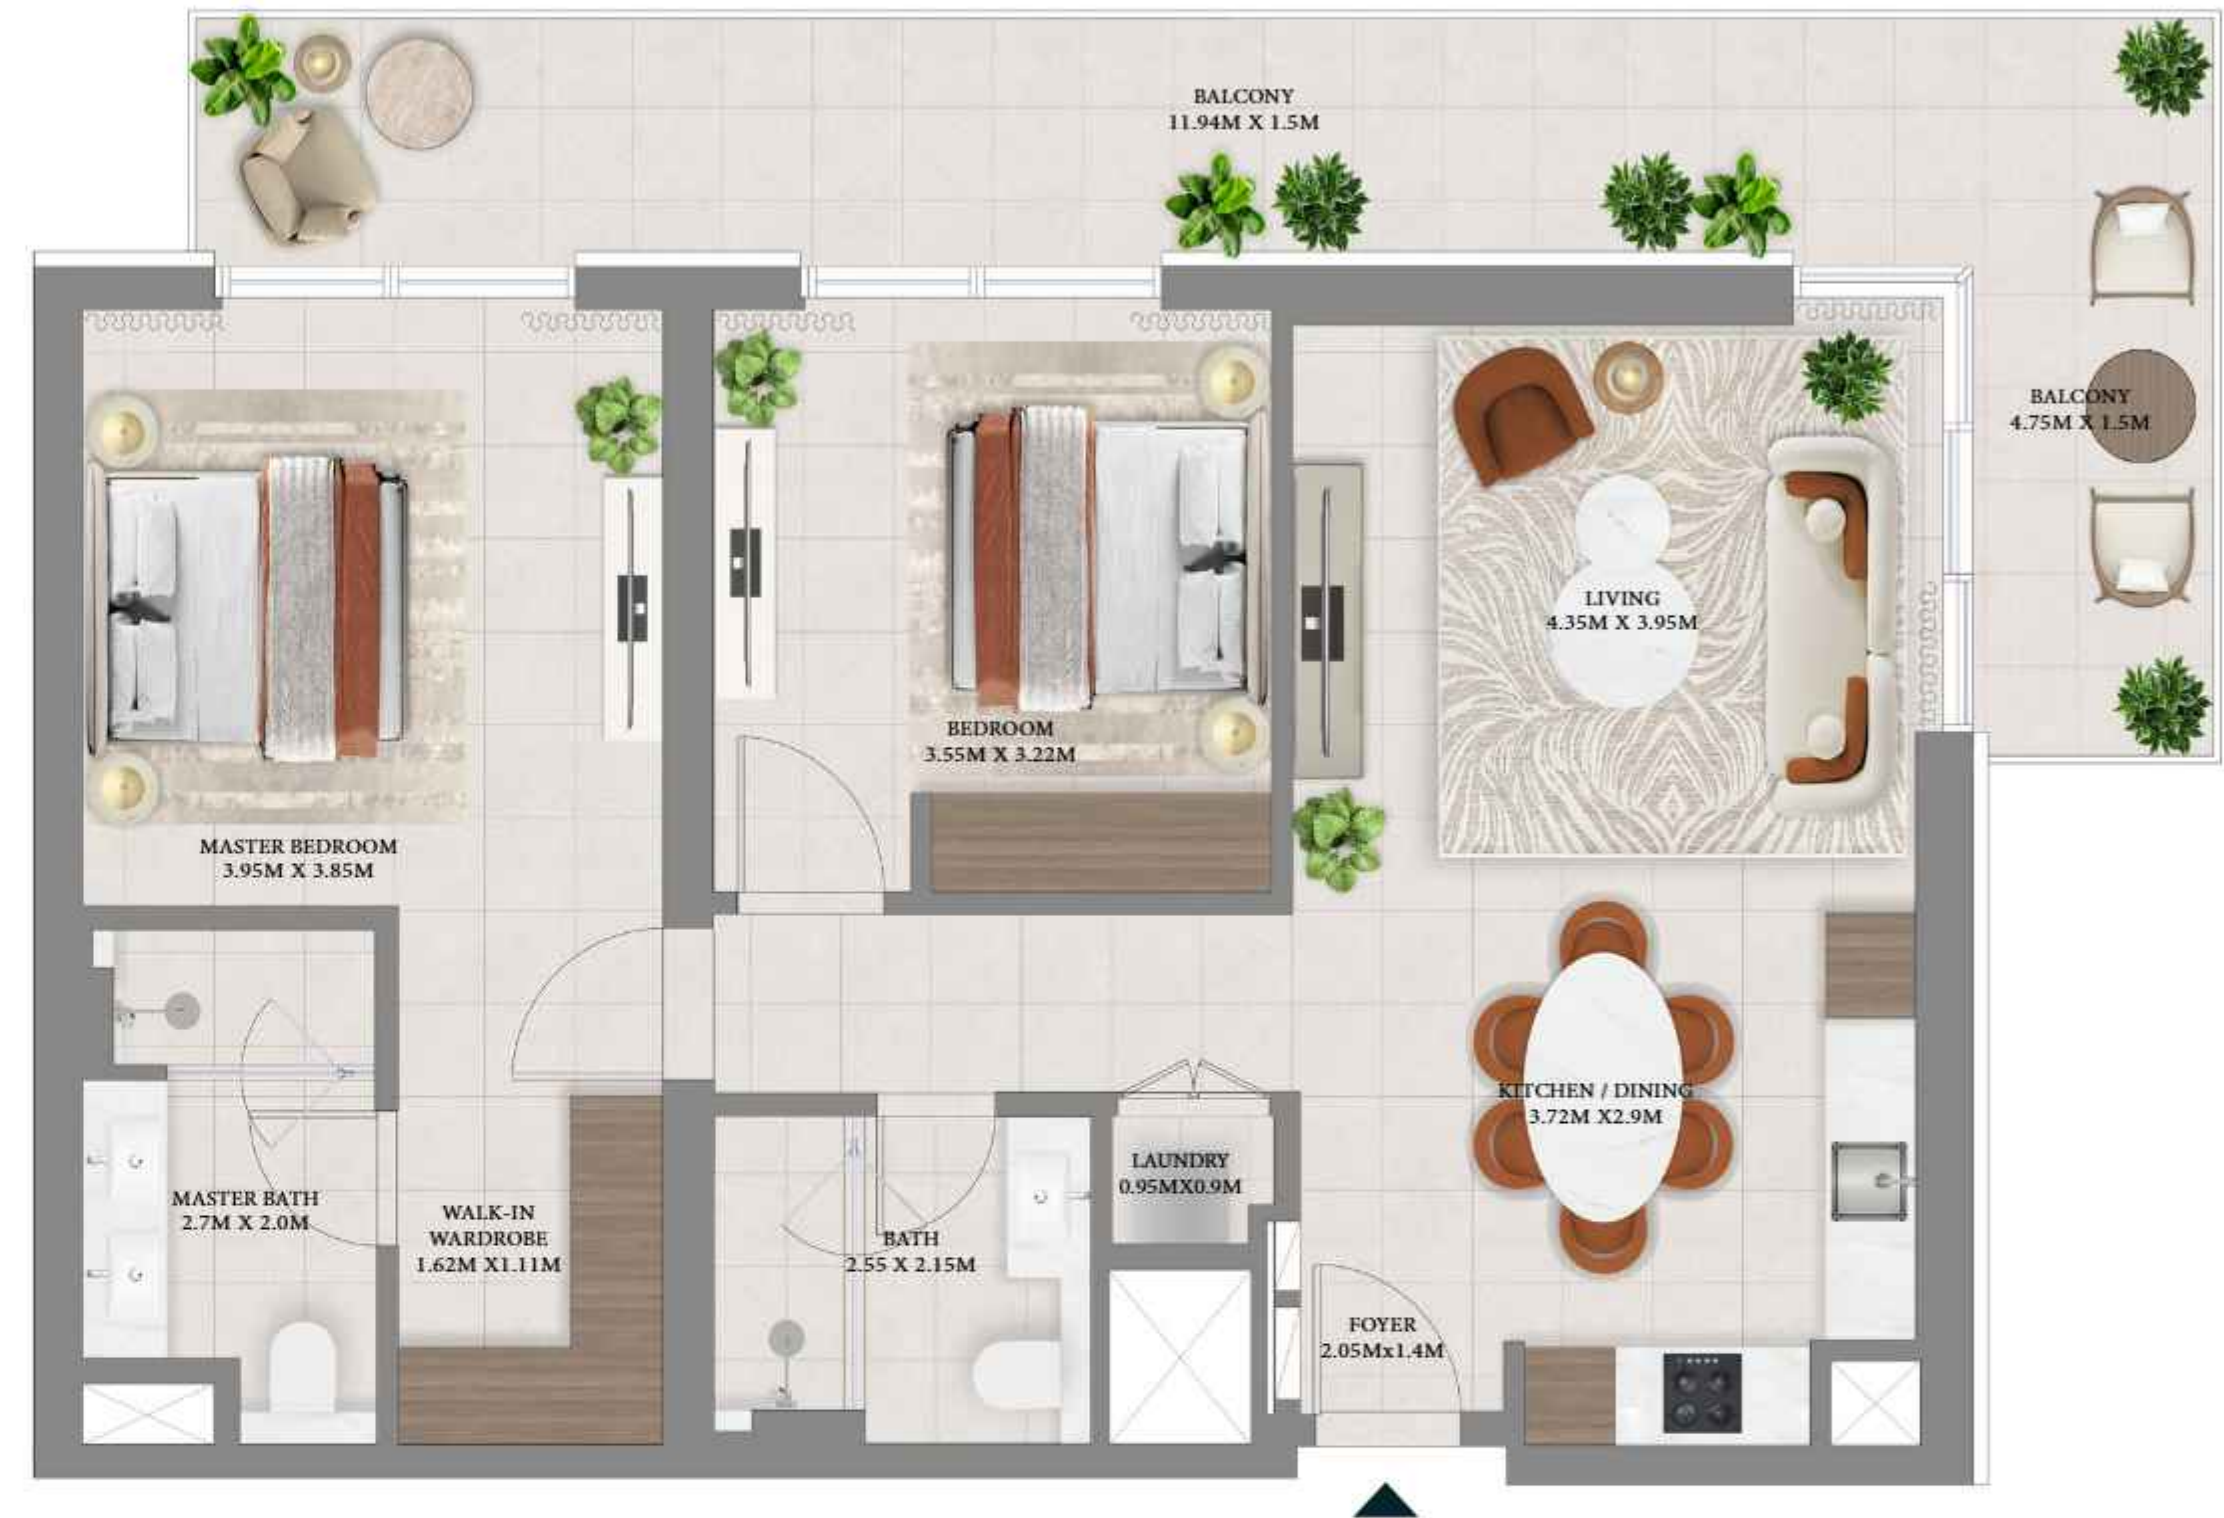 BALCONY
11.94M X 1.5M
BALCONY
4.75M X 1.5M
LIVING
4.35M X 3.95M
BEDROOM
3.55M X 3.22M
MASTER BEDROOM
3.95M X 3.85M
KITCHEN / DINING
3.72M X2.9M
LAUNDRY
0.95MX0.9M
MASTER BATH
2.7M X 2.0M
WALK-IN
WARDROBE
1.62M X1.11M
BATH
2.55 X 2.15M
FOYER
2.05Mx1.4M